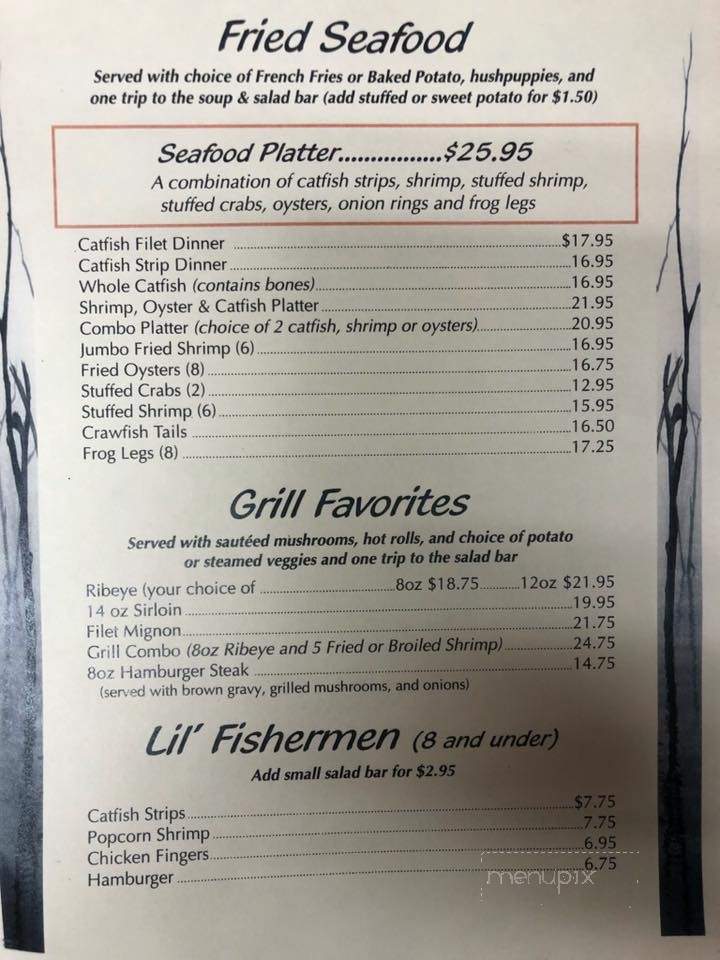 Fried Seafood
Served with choice of French Fries or Baked Potato, hushpuppies, and
one trip to the soup & salad bar (add stuffed or sweet potato for $1.50)
Seafood Platter................$25.95
A combination of catfish strips, shrimp, stuffed shrimp,
stuffed crabs, oysters, onion rings and frog legs
Catfish Filet Dinner ........ $17.95
Catfish Strip Dinner ........ 16.95
Whole Catfish (contains bones) ........ 16.95
Shrimp, Oyster & Catfish Platter ........ 21.95
Combo Platter (choice of 2 catfish, shrimp or oysters) ........ 20.95
Jumbo Fried Shrimp (6) ........ 16.95
Fried Oysters (8) ........ 16.75
Stuffed Crabs (2) ........ 12.95
Stuffed Shrimp (6) ........ 15.95
Crawfish Tails ........ 16.50
Frog Legs (8) ........ 17.25
Grill Favorites
Served with sautéed mushrooms, hot rolls, and choice of potato
or steamed veggies and one trip to the salad bar
Ribeye (your choice of ........ 8oz $18.75 ........ 12oz $21.95
14 oz Sirloin ........ 19.95
Filet Mignon ........ 21.75
Grill Combo (8oz Ribeye and 5 Fried or Broiled Shrimp) ........ 24.75
8oz Hamburger Steak ........ 14.75
(served with brown gravy, grilled mushrooms, and onions)
Lil' Fishermen (8 and under)
Add small salad bar for $2.95
Catfish Strips ........ $7.75
Popcorn Shrimp ........ 7.75
Chicken Fingers ........ 6.95
Hamburger ........ 6.75
menupix